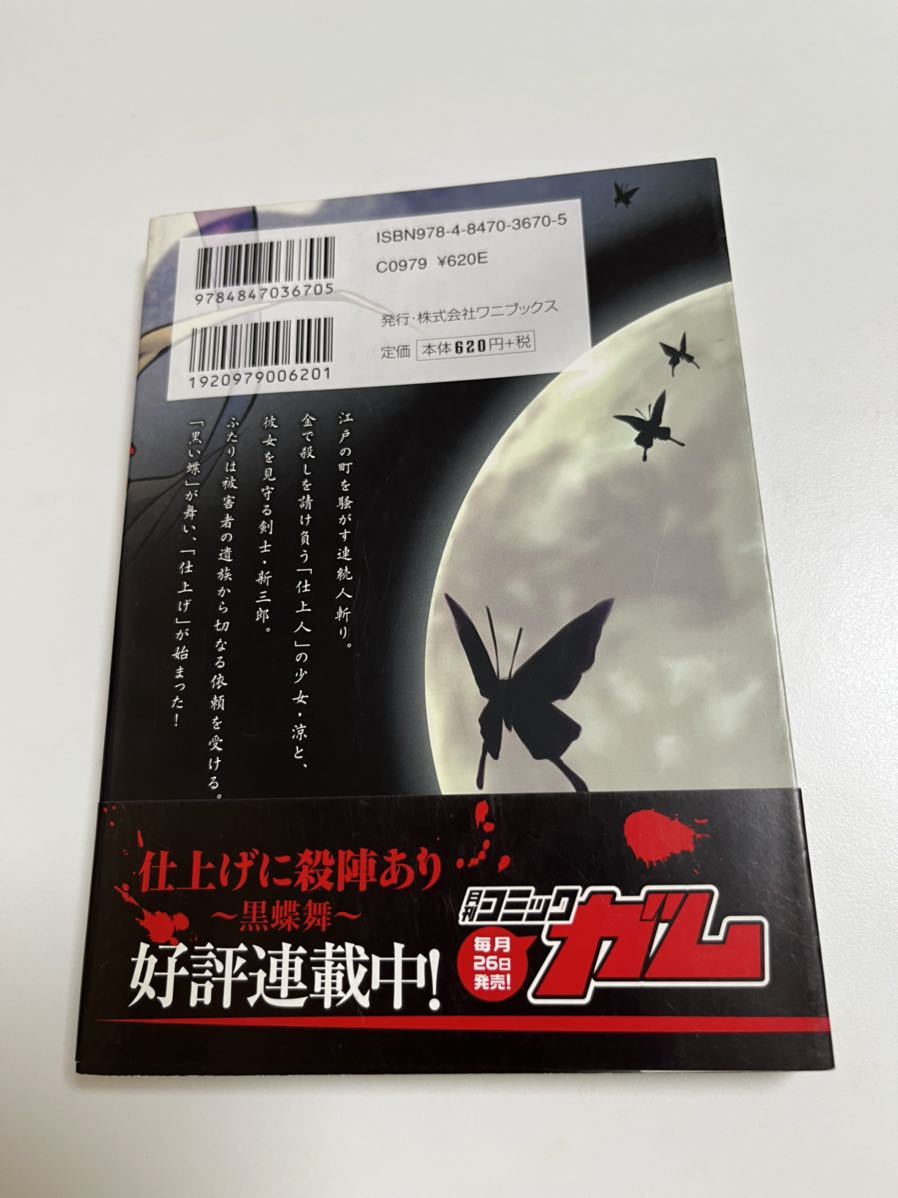 ISBN978-4-8470-3670-5
C0979 ¥620E
9784847036705
発行・株式会社ワニブックス
定価 本体620円+税
1920979006201
江戸の町を騒がす連続人斬り。
金で殺しを請け負う「仕上人」の少女・涼と、
彼女を見守る剣士・新三郎。
ふたりは被害者の遺族から切なる依頼を受ける。
「黒い蝶」が舞い、「仕上げ」が始まった！
仕上げに殺陣あり
～黒蝶舞～
好評連載中!
月刊コミック
ガム
毎月
26日
発売!